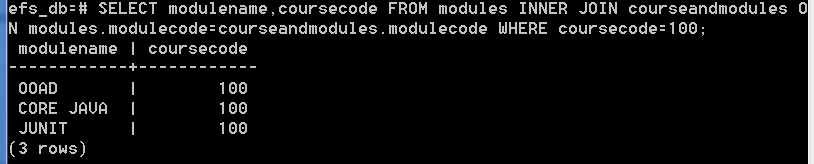 efs_db=# SELECT modulename,coursecode FROM modules INNER JOIN courseandmodules O
N modules.modulecode=courseandmodules.modulecode WHERE coursecode=100;
 modulename | coursecode
------------+------------
 OOAD       |        100
 CORE JAVA  |        100
 JUNIT      |        100
(3 rows)